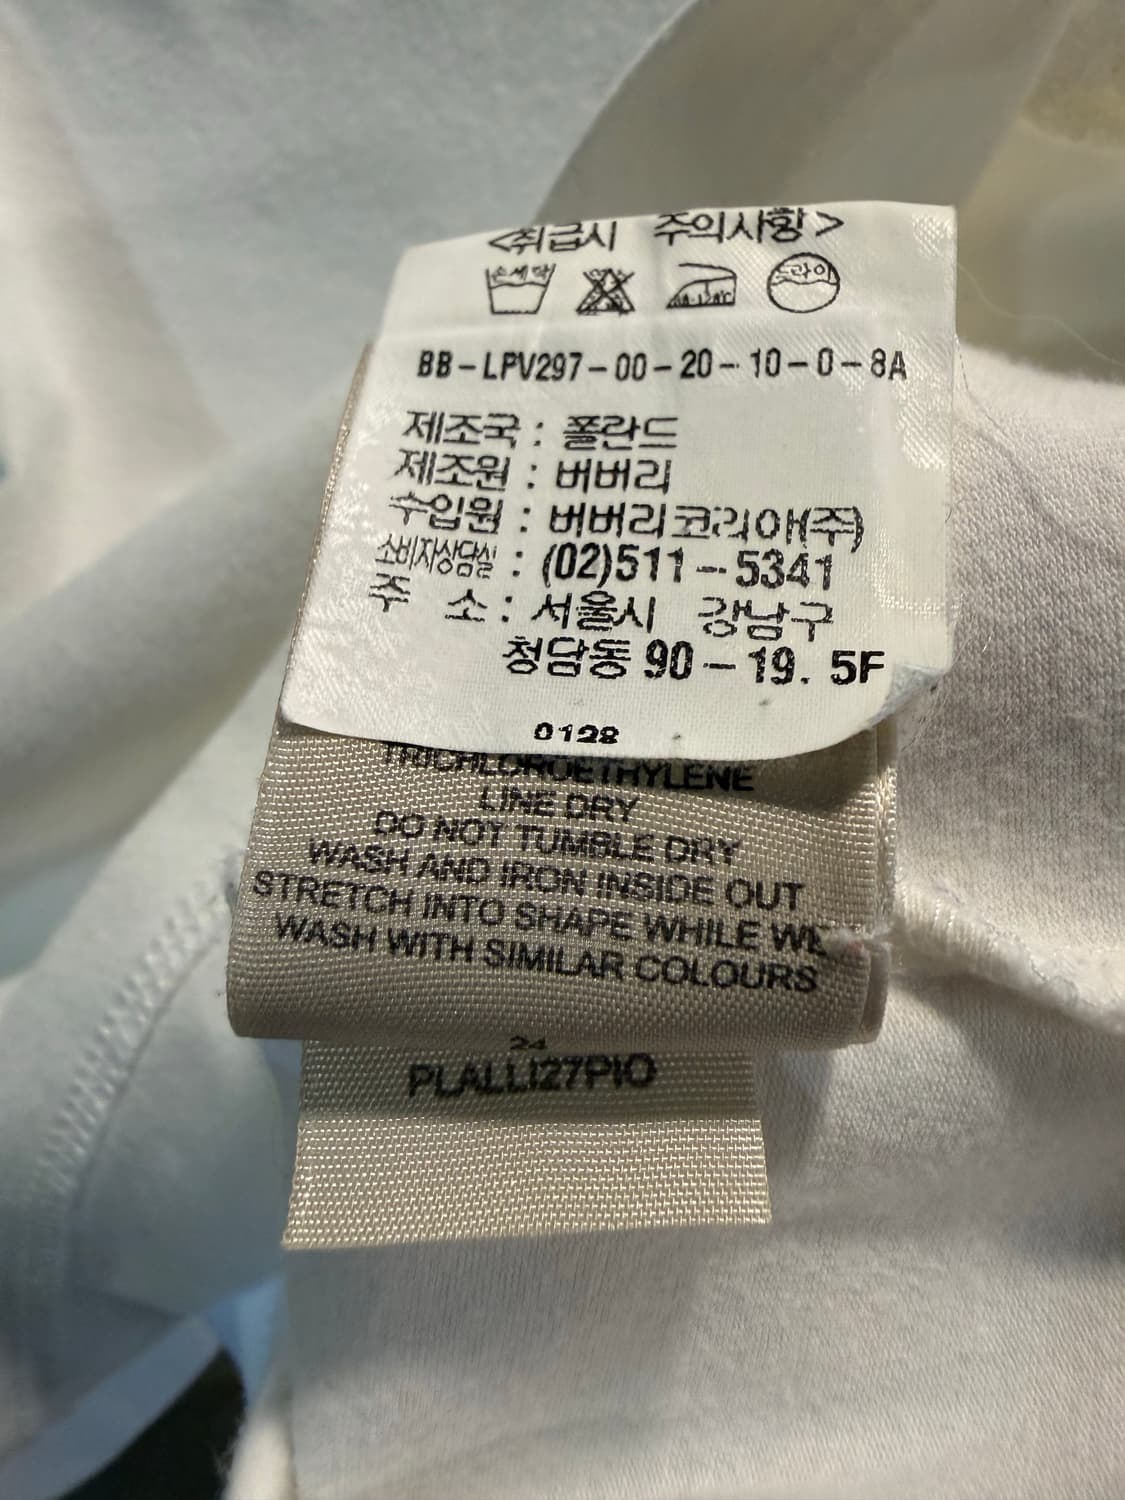 <취급시 주의사항>
손세탁 드라이
BB-LPV297-00-20-10-0-8A
제조국 : 폴란드
제조원 : 버버리
수입원 : 버버리코리아(주)
소비자상담실 : (02)511-5341
주 소 : 서울시 강남구
청담동 90-19. 5F
0128
TRICHLOROETHYLENE
LINE DRY
DO NOT TUMBLE DRY
WASH AND IRON INSIDE OUT
STRETCH INTO SHAPE WHILE WE
WASH WITH SIMILAR COLOURS
24
PLALLI27PIO